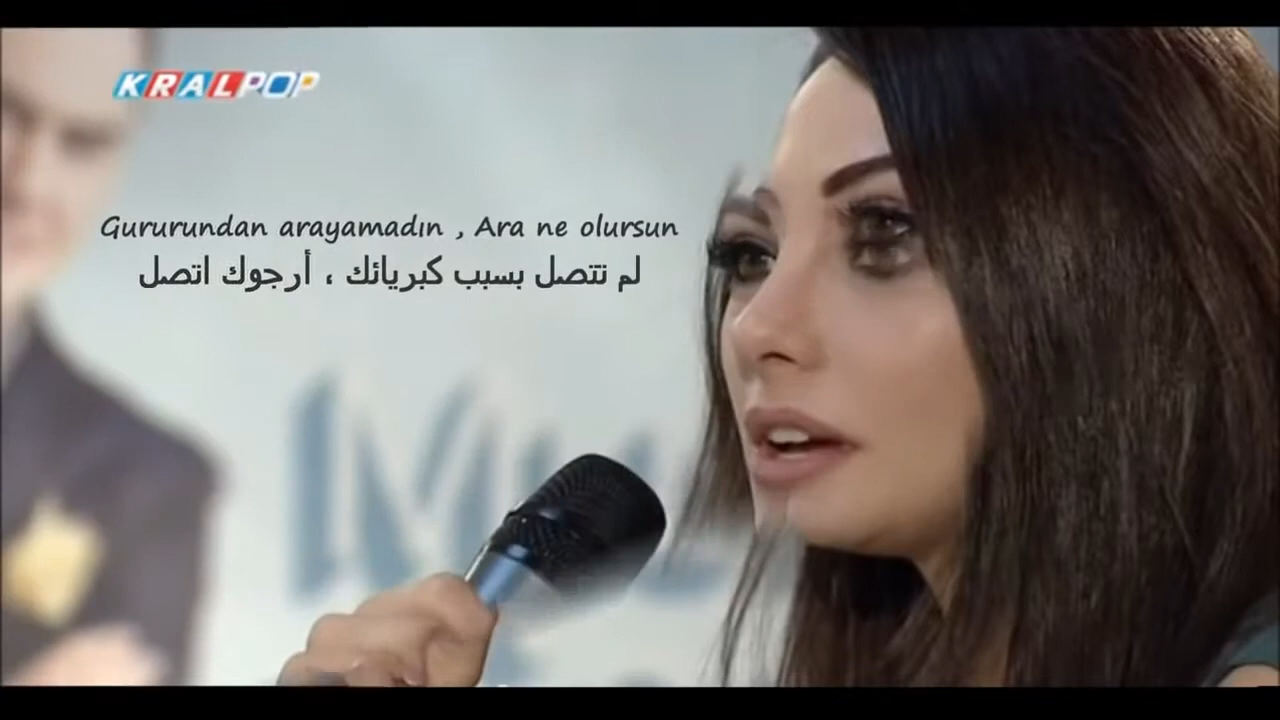 KRALPOP
Gururundan arayamadın , Ara ne olursun
لم تتصل بسبب كبريائك ، أرجوك اتصل